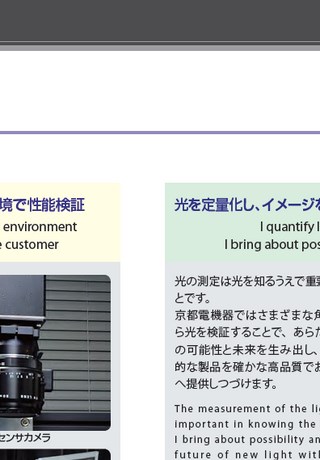 境で性能検証
environment
e customer
センサカメラ
光を定量化し、イメージを
I quantify l
I bring about pos
光の測定は光を知るうえで重要
とです。
京都電機器ではさまざまな角
ら光を検証することで、あらた
の可能性と未来を生み出し、
的な製品を確かな高品質でお
へ提供しつづけます。
The measurement of the lig
important in knowing the
I bring about possibility an
future of new light with